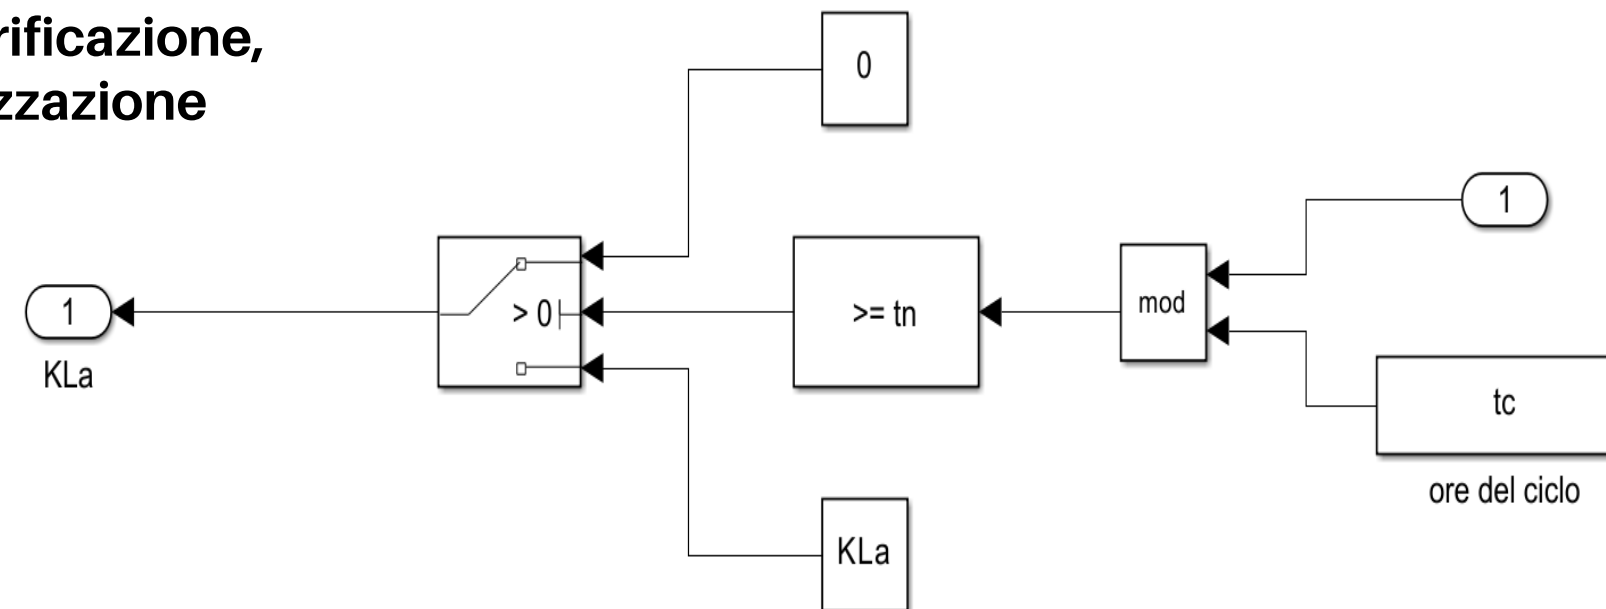 rificazione,
zzazione
0
1
1
KLa
> 0
>= tn
mod
tc
ore del ciclo
KLa